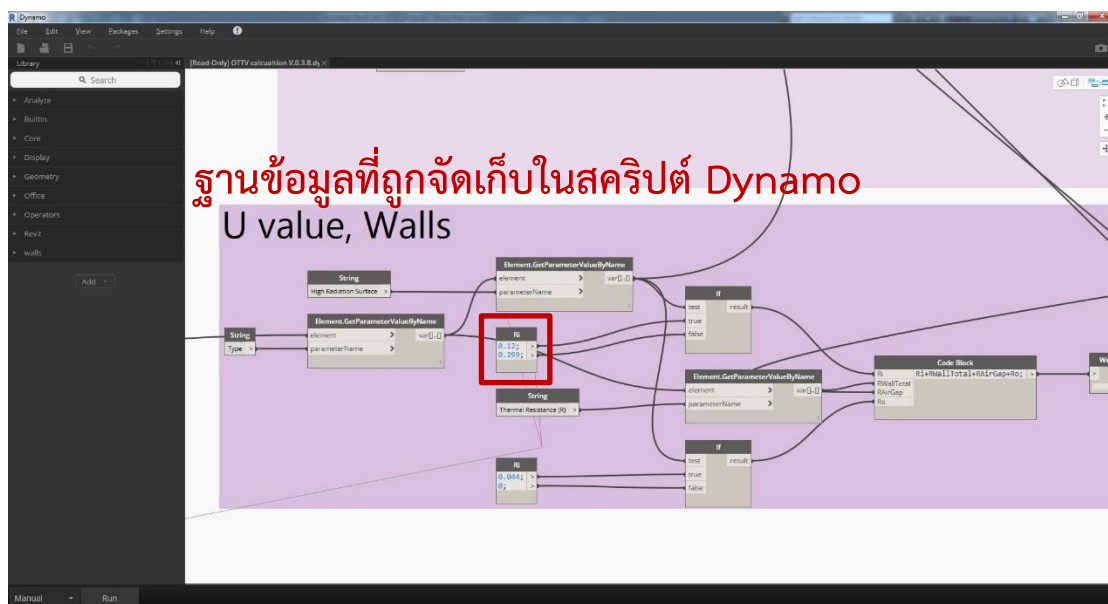 Dynamo
File Edit View Packages Settings Help
Library
[Read-Only] OTTV calcualtion V.0.3.8.dy
Search
Analyze
BuiltIn
Core
Display
Geometry
Office
Operators
Revit
walls
Add
ฐานข้อมูลที่ถูกจัดเก็บในสคริปต์ Dynamo
U value, Walls
String
High Rediation Surface >
Element.GetParameterValueByName
element > var[]..[]
parameterName >
String
Type >
Element.GetParameterValueByName
element > var[]..[]
parameterName >
Ri
0.12; >
0.299; >
If
test result
true
false
String
Thermal Resistance (R) >
Element.GetParameterValueByName
element > var[]..[]
parameterName >
Code Block
Ri Ri+RWallTotal+RAirGap+Ro; >
RWallTotal
RAirGap
Ro
Wa
>
0.044; >
0; >
If
test result
true
false
Manual Run